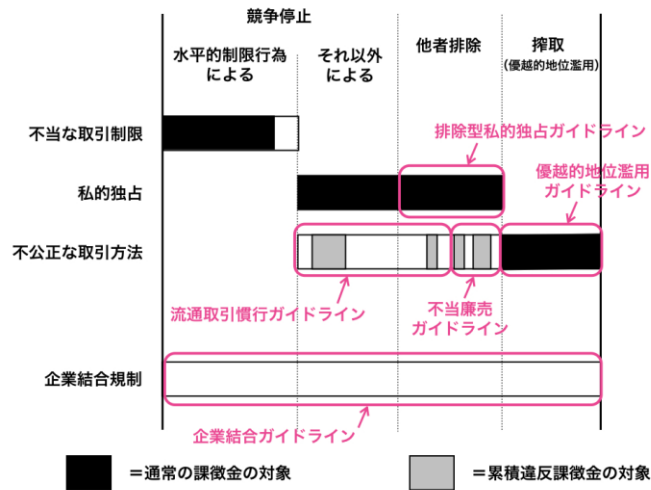 競争停止
水平的制限行為
による
それ以外
による
他者排除
搾取
(優越的地位濫用)
不当な取引制限
排除型私的独占ガイドライン
優越的地位濫用
ガイドライン
私的独占
不公正な取引方法
流通取引慣行ガイドライン
不当廉売
ガイドライン
企業結合規制
企業結合ガイドライン
=通常の課徴金の対象
=累積違反課徴金の対象